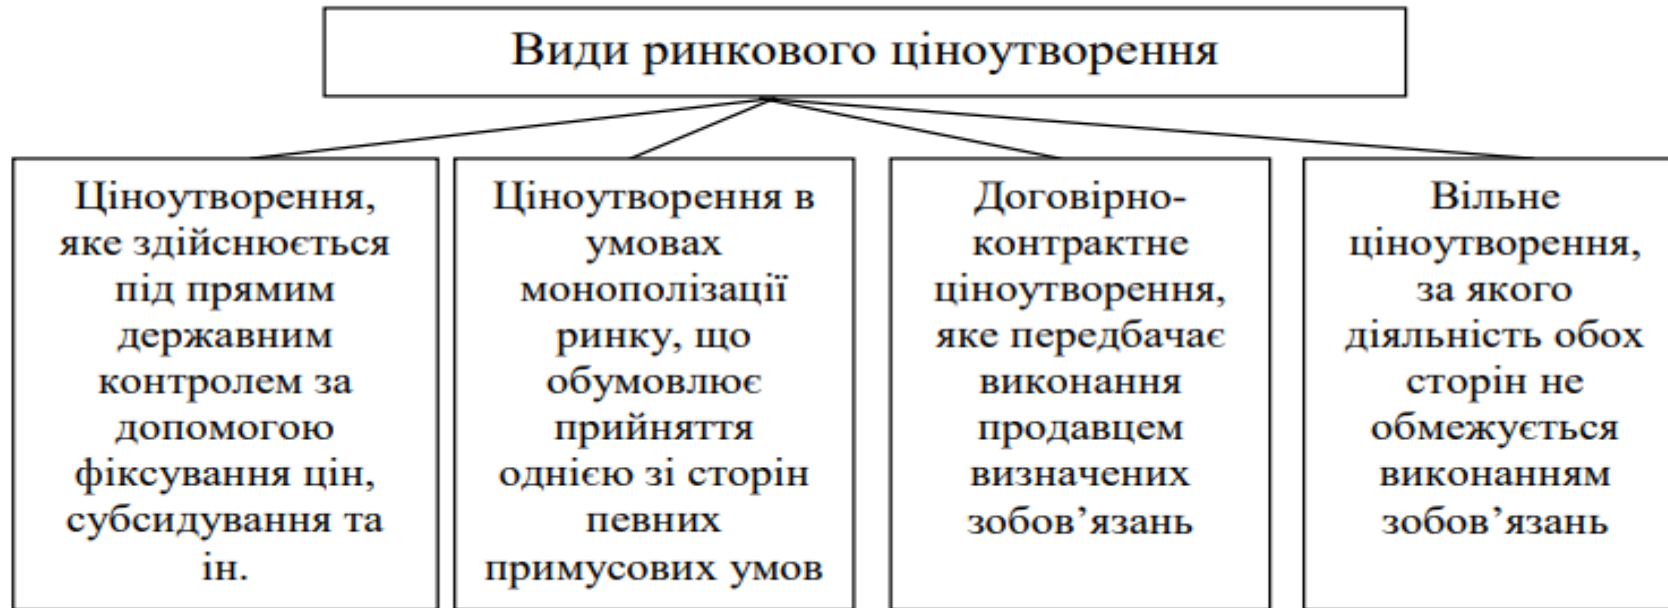 Види ринкового ціноутворення
Ціноутворення,
яке здійснюється
під прямим
державним
контролем за
допомогою
фіксування цін,
субсидування та
ін.
Ціноутворення в
умовах
монополізації
ринку, що
обумовлює
прийняття
однією зі сторін
певних
примусових умов
Договірно-
контрактне
ціноутворення,
яке передбачає
виконання
продавцем
визначених
зобов’язань
Вільне
ціноутворення,
за якого
діяльність обох
сторін не
обмежується
виконанням
зобов’язань